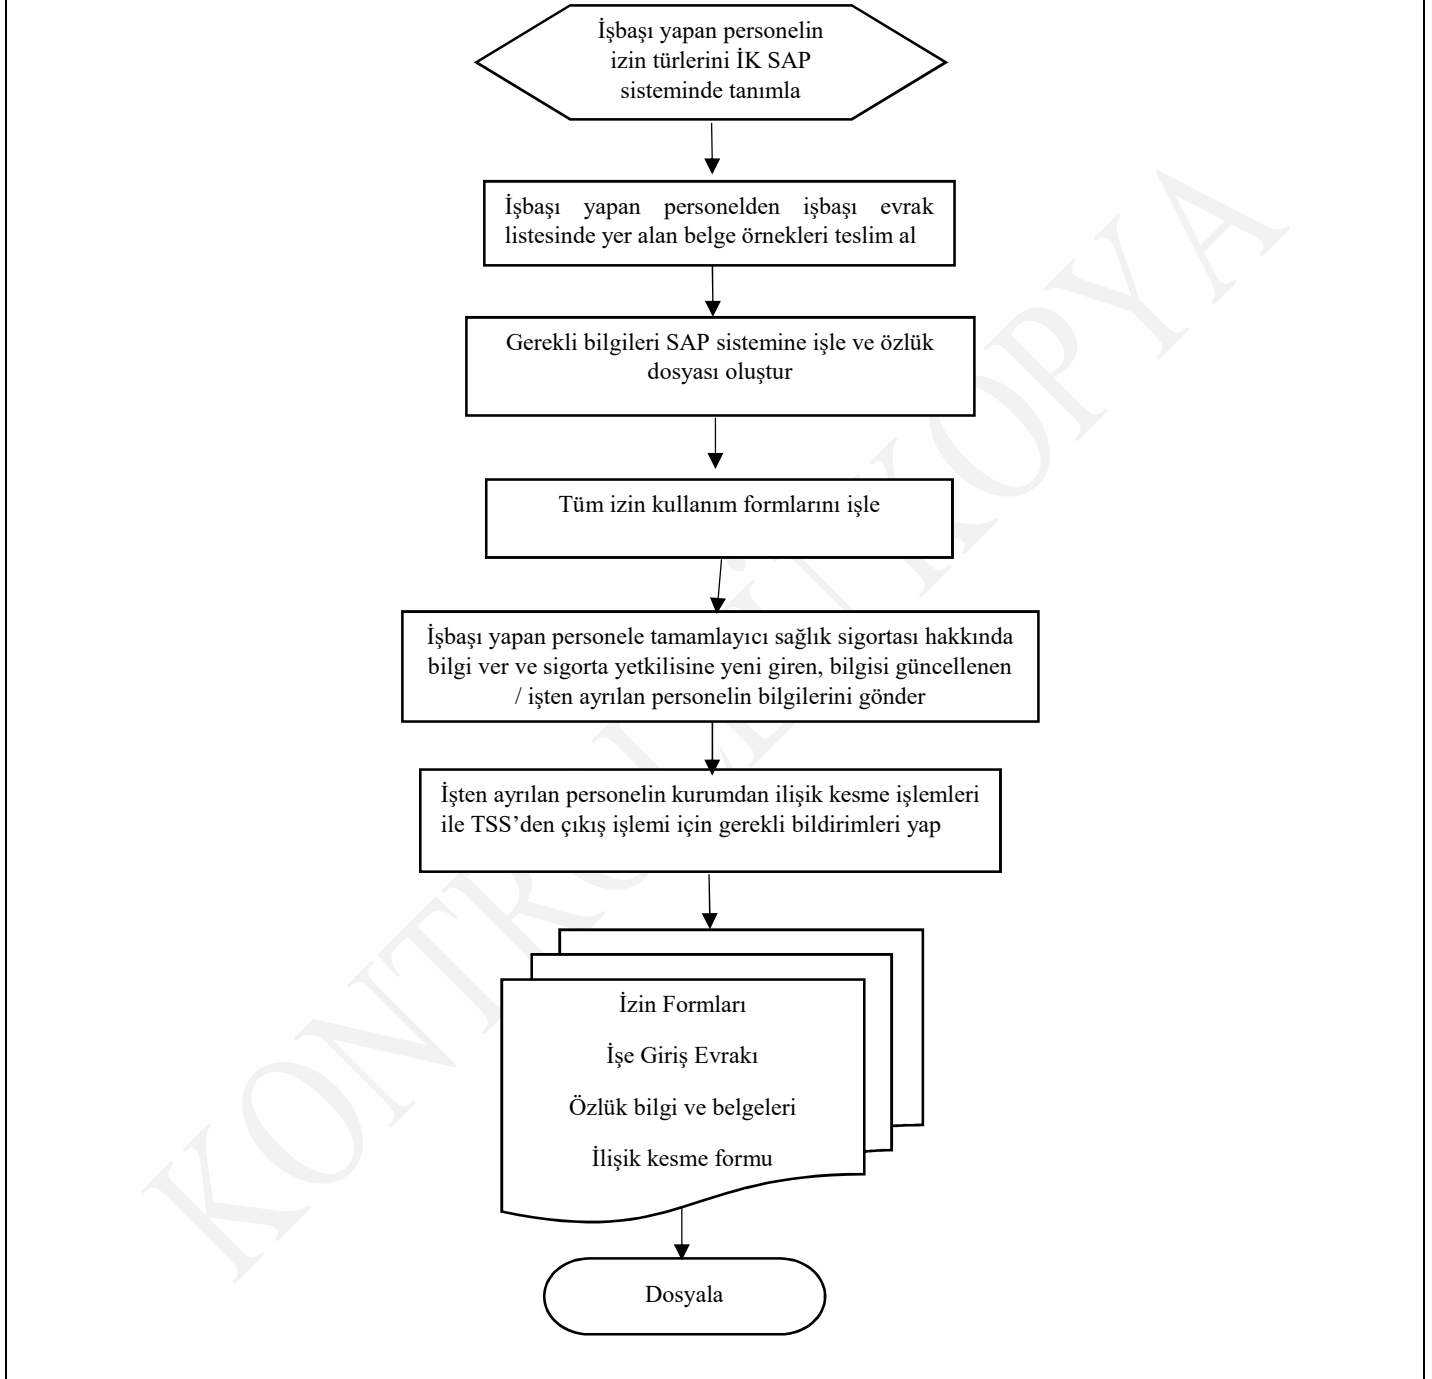 İşbaşı yapan personelin
izin türlerini İK SAP
sisteminde tanımla
İşbaşı yapan personelden işbaşı evrak
listesinde yer alan belge örnekleri teslim al
Gerekli bilgileri SAP sistemine işle ve özlük
dosyası oluştur
Tüm izin kullanım formlarını işle
İşbaşı yapan personele tamamlayıcı sağlık sigortası hakkında
bilgi ver ve sigorta yetkilisine yeni giren, bilgisi güncellenen
/ işten ayrılan personelin bilgilerini gönder
İşten ayrılan personelin kurumdan ilişik kesme işlemleri
ile TSS’den çıkış işlemi için gerekli bildirimleri yap
İzin Formları
İşe Giriş Evrakı
Özlük bilgi ve belgeleri
İlişik kesme formu
Dosyala
KONTROLLÜ KOPYA